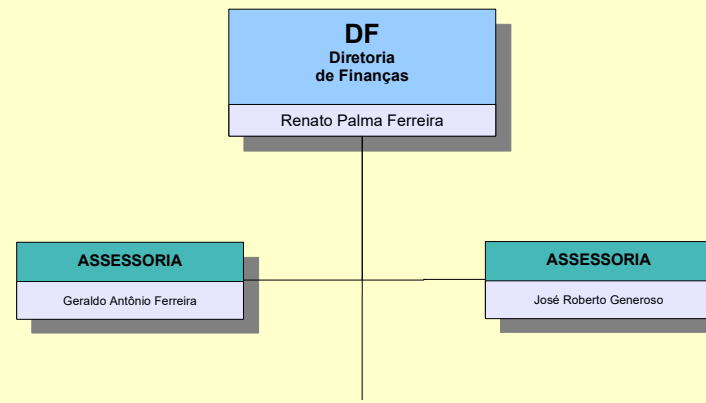 DF
Diretoria
de Finanças
Renato Palma Ferreira
ASSESSORIA
Geraldo Antônio Ferreira
ASSESSORIA
José Roberto Generoso